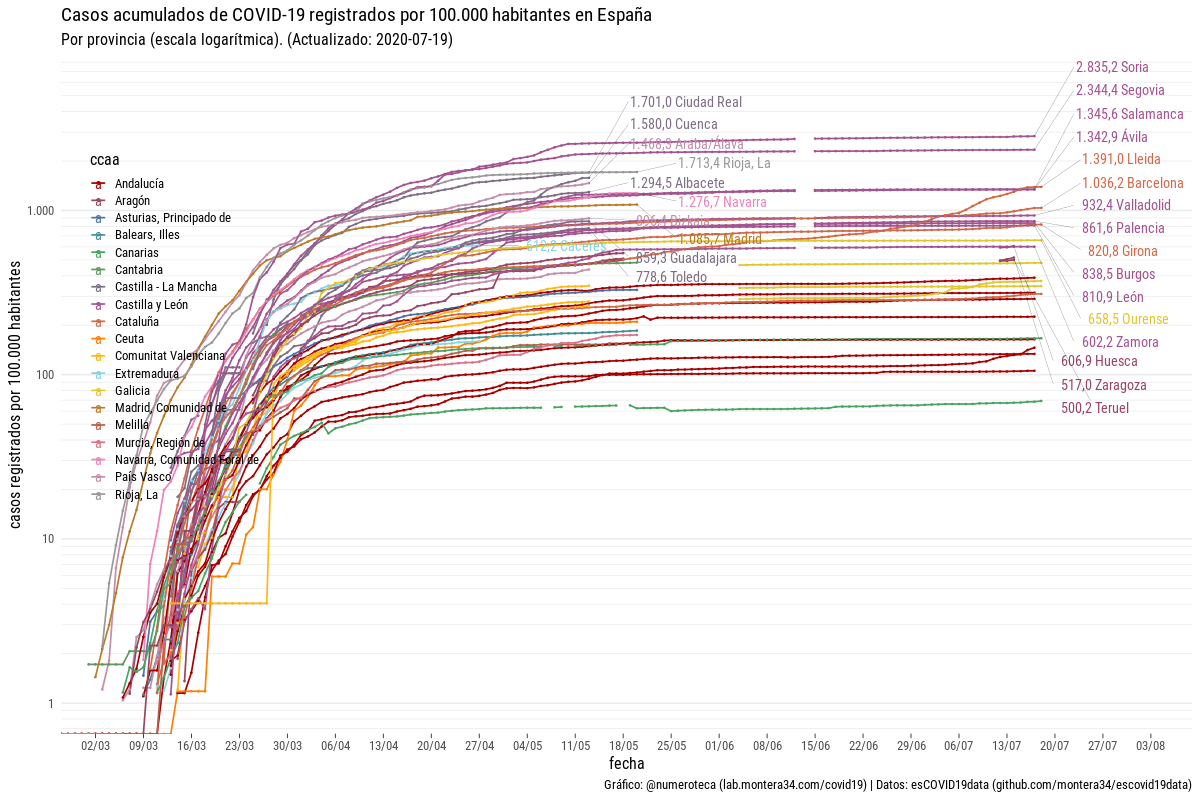 Casos acumulados de COVID-19 registrados por 100.000 habitantes en España
Por provincia (escala logarítmica). (Actualizado: 2020-07-19)
casos registrados por 100.000 habitantes
1.000
100
10
1
ccaa
Andalucía
Aragón
Asturias, Principado de
Balears, Illes
Canarias
Cantabria
Castilla - La Mancha
Castilla y León
Cataluña
Ceuta
Comunitat Valenciana
Extremadura
Galicia
Madrid, Comunidad de
Melilla
Murcia, Región de
Navarra, Comunidad Foral de
País Vasco
Rioja, La
1.701,0 Ciudad Real
1.580,0 Cuenca
1.468,3 Araba/Álava
1.713,4 Rioja, La
1.294,5 Albacete
1.276,7 Navarra
896,4 Bizkaia
1.085,7 Madrid
612,2 Cáceres
859,3 Guadalajara
778,6 Toledo
2.835,2 Soria
2.344,4 Segovia
1.345,6 Salamanca
1.342,9 Ávila
1.391,0 Lleida
1.036,2 Barcelona
932,4 Valladolid
861,6 Palencia
820,8 Girona
838,5 Burgos
810,9 León
658,5 Ourense
602,2 Zamora
606,9 Huesca
517,0 Zaragoza
500,2 Teruel
02/03 09/03 16/03 23/03 30/03 06/04 13/04 20/04 27/04 04/05 11/05 18/05 25/05 01/06 08/06 15/06 22/06 29/06 06/07 13/07 20/07 27/07 03/08
fecha
Gráfico: @numeroteca (lab.montera34.com/covid19) | Datos: esCOVID19data (github.com/montera34/escovid19data)